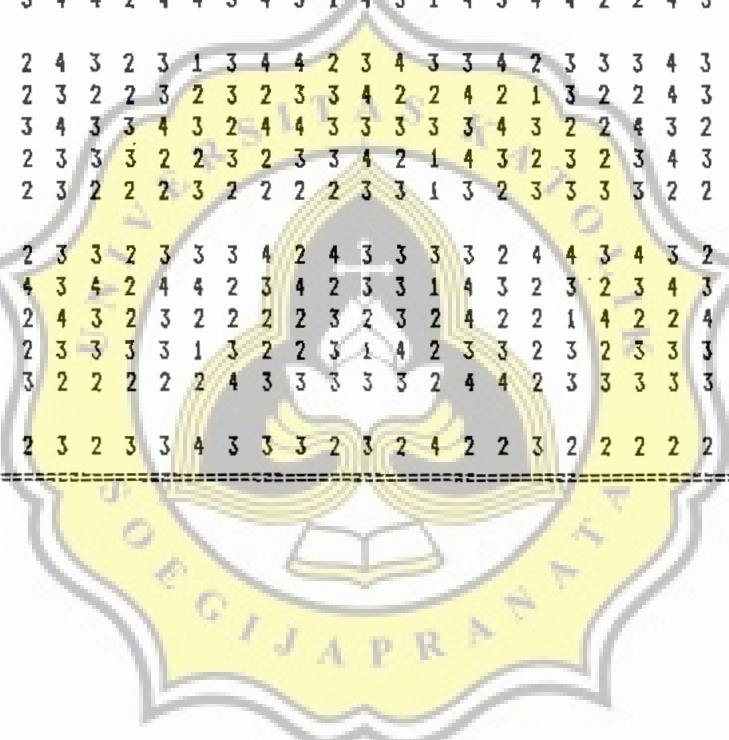 2 4 3 2 3 1 3 4 4 2 3 4 3 3 4 2 3 3 3 4 3
2 3 2 2 3 2 3 2 3 3 4 2 2 4 2 1 3 2 2 4 3
3 4 3 3 4 3 2 4 4 3 3 3 3 3 4 3 2 2 4 3 2
2 3 3 3 2 2 3 2 3 3 4 2 1 4 3 2 3 2 3 4 3
2 3 2 2 2 3 2 2 2 2 3 3 1 3 2 3 3 3 3 2 2
2 3 3 2 3 3 3 4 2 4 3 3 3 3 2 4 4 3 4 3 2
4 3 4 2 4 4 2 3 4 2 3 3 1 4 3 2 3 2 3 4 3
2 4 3 2 3 2 2 2 2 3 2 3 2 4 2 2 1 4 2 2 4
2 3 3 3 3 1 3 2 2 3 1 4 2 3 3 2 3 2 3 3 3
3 2 2 2 2 2 4 3 3 3 3 3 2 4 4 2 3 3 3 3 3
2 3 2 3 3 4 3 3 3 2 3 2 4 2 2 3 2 2 2 2 2
UNIVERSITAS KATOLIK
SOEGIJAPRANATA